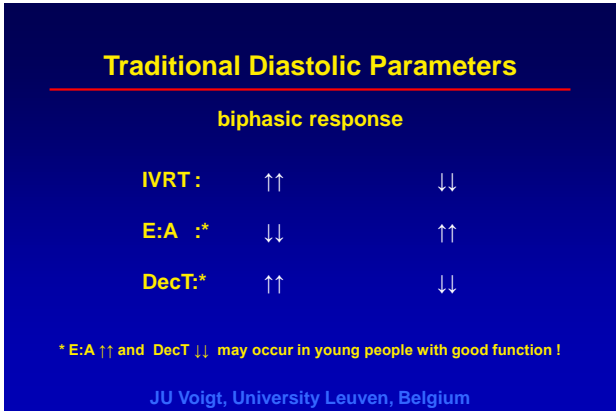 Traditional Diastolic Parameters
biphasic response
IVRT : ↑↑ ↓↓
E:A :* ↓↓ ↑↑
DecT:* ↑↑ ↓↓
* E:A ↑↑ and DecT ↓↓ may occur in young people with good function !
JU Voigt, University Leuven, Belgium